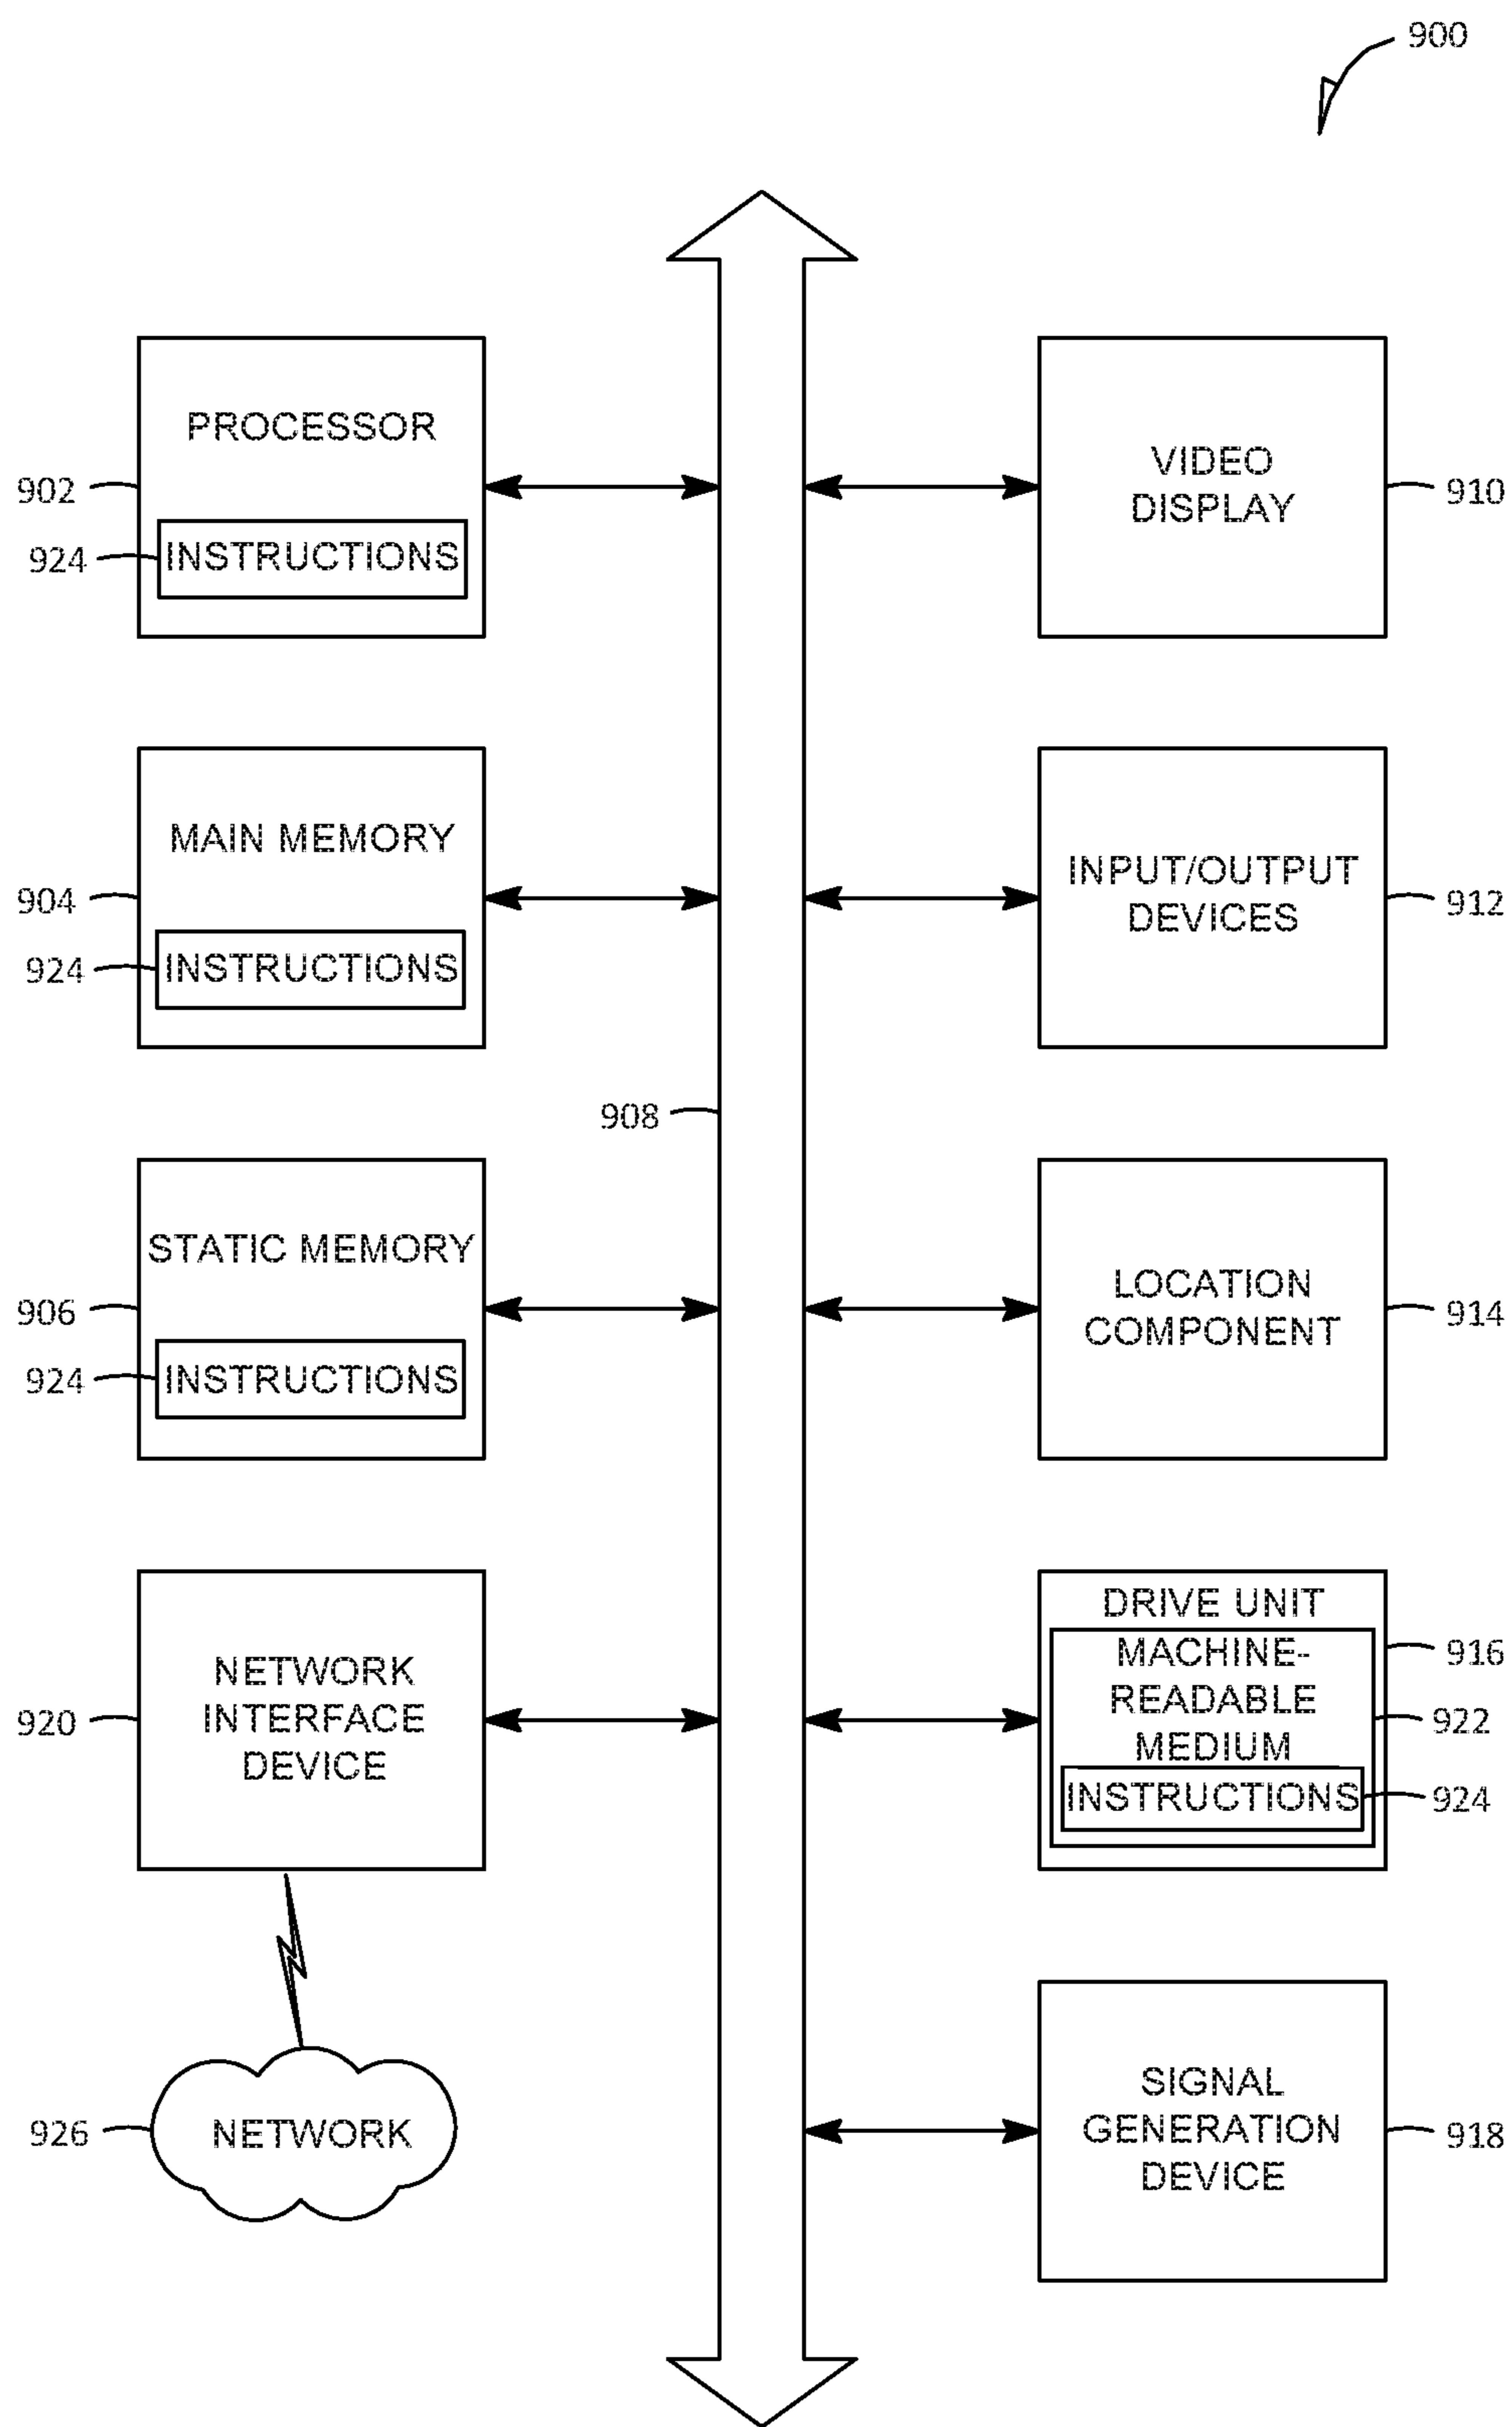 900
PROCESSOR
902
924
INSTRUCTIONS
VIDEO
DISPLAY
910
MAIN MEMORY
904
924
INSTRUCTIONS
INPUT/OUTPUT
DEVICES
912
908
STATIC MEMORY
906
924
INSTRUCTIONS
LOCATION
COMPONENT
914
NETWORK
INTERFACE
DEVICE
920
DRIVE UNIT
916
MACHINE-
READABLE
MEDIUM
922
INSTRUCTIONS
924
926
NETWORK
SIGNAL
GENERATION
DEVICE
918